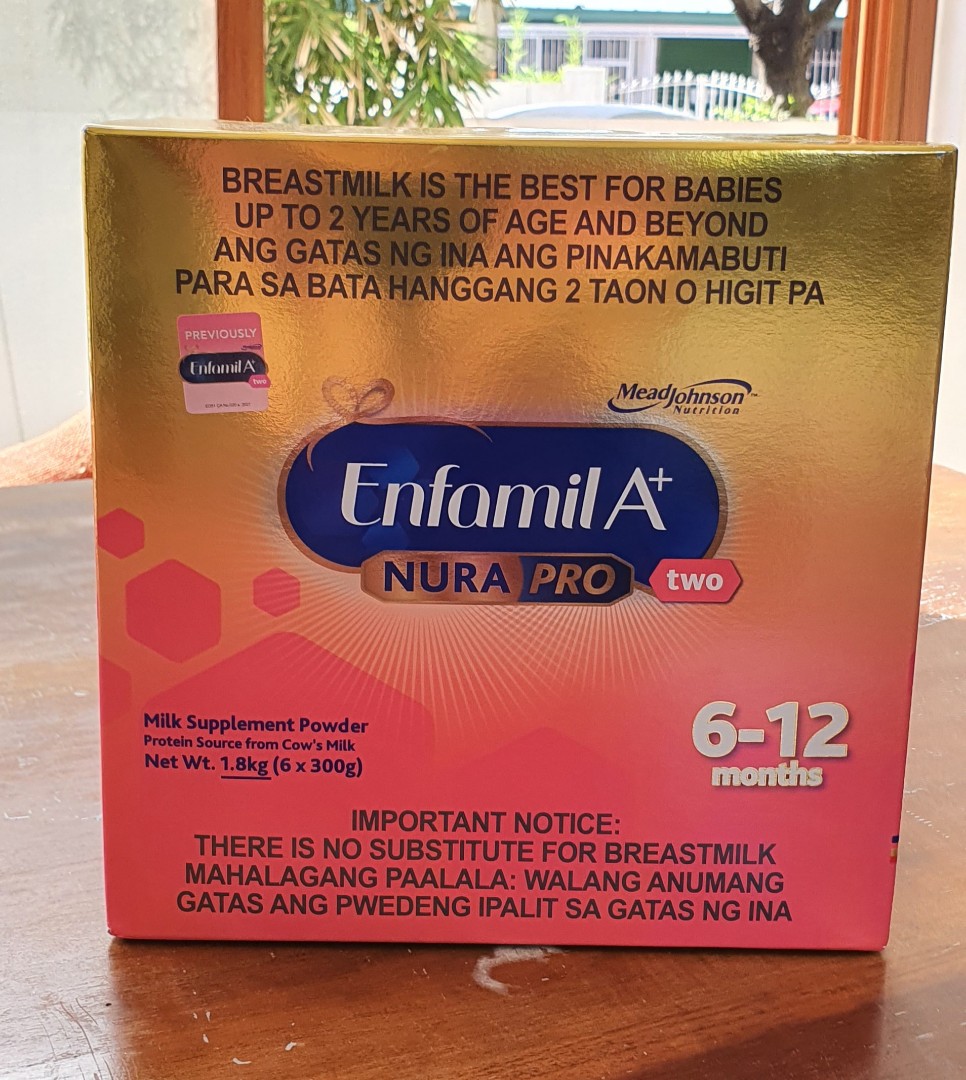 BREASTMILK IS THE BEST FOR BABIES
UP TO 2 YEARS OF AGE AND BEYOND
ANG GATAS NG INA ANG PINAKAMABUTI
PARA SA BATA HANGGANG 2 TAON O HIGIT PA
PREVIOUSLY
Enfamil A+
two
MeadJohnson™
Nutrition
Enfamil A+
NURA PRO two
Milk Supplement Powder
Protein Source from Cow's Milk
Net Wt. 1.8kg (6 x 300g)
6-12
months
IMPORTANT NOTICE:
THERE IS NO SUBSTITUTE FOR BREASTMILK
MAHALAGANG PAALALA: WALANG ANUMANG
GATAS ANG PWEDENG IPALIT SA GATAS NG INA